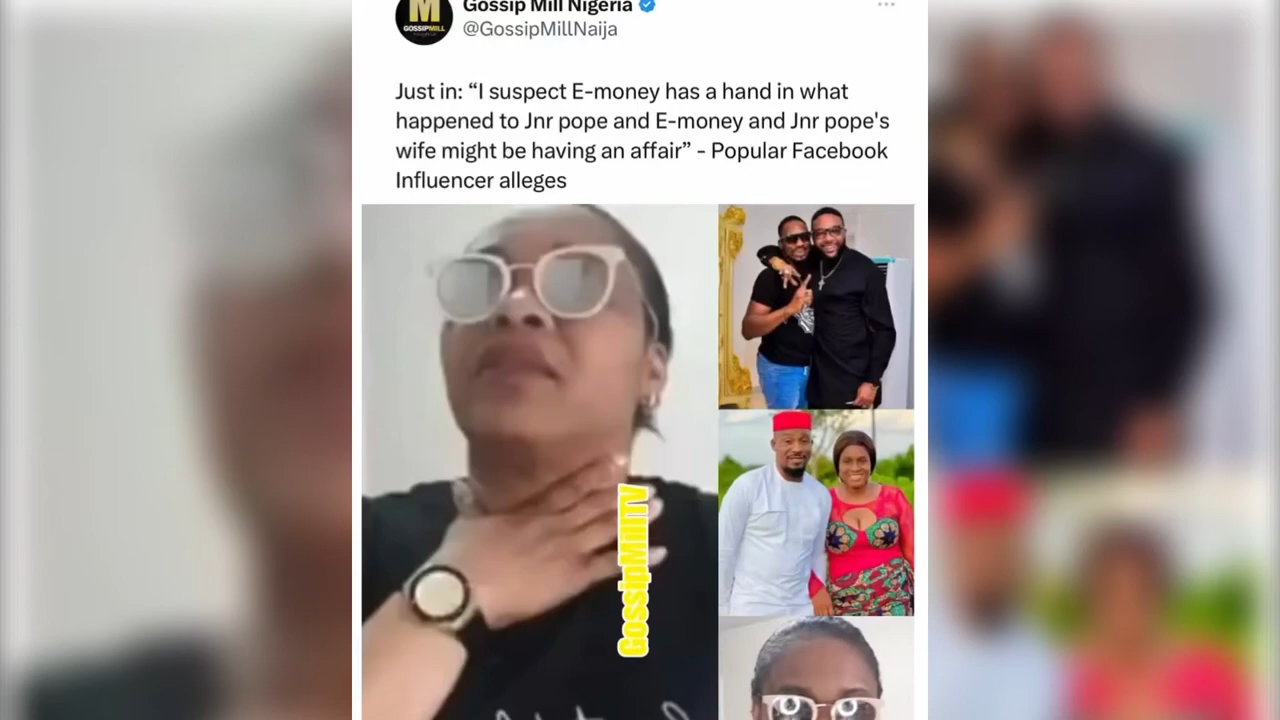 Gossip Mill Nigeria
@GossipMillNaija
M
GOSSIPMILL
Just in: “I suspect E-money has a hand in what
happened to Jnr pope and E-money and Jnr pope's
wife might be having an affair” - Popular Facebook
Influencer alleges
GossipMillTV